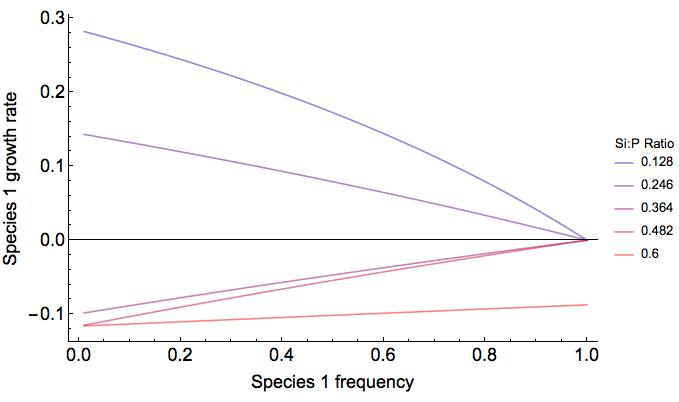 0.3
0.2
0.1
0.0
−0.1
0.0 0.2 0.4 0.6 0.8 1.0
Species 1 growth rate
Species 1 frequency
Si:P Ratio
0.128
0.246
0.364
0.482
0.6